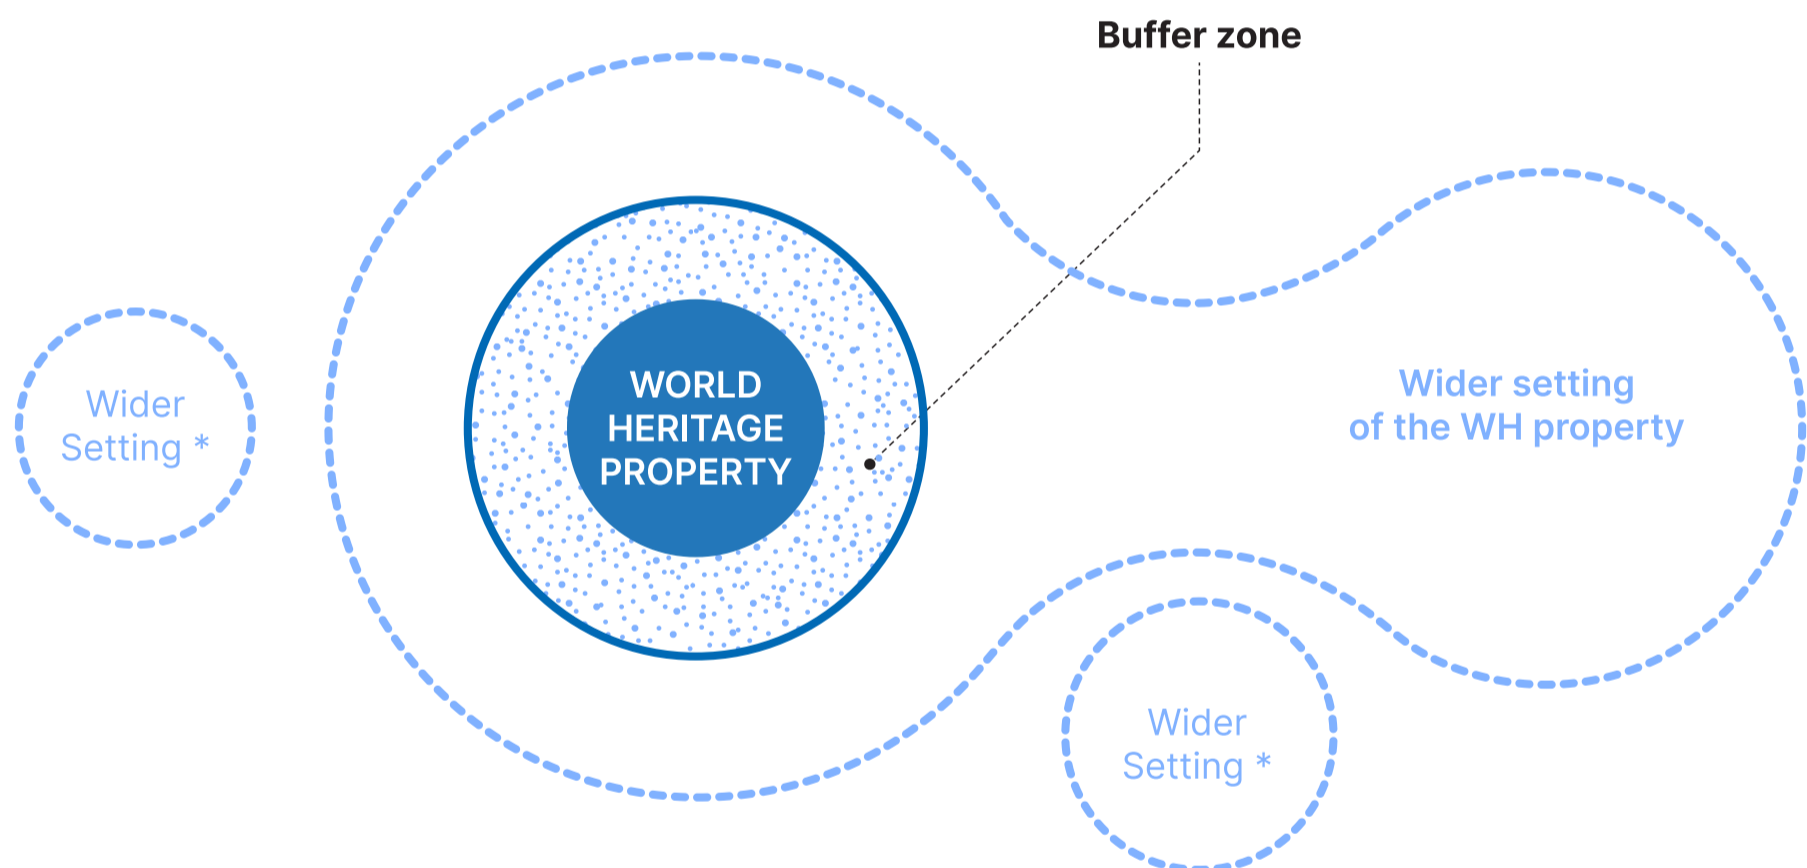 Buffer zone
WORLD
HERITAGE
PROPERTY
Wider
Setting *
Wider setting
of the WH property
Wider
Setting *